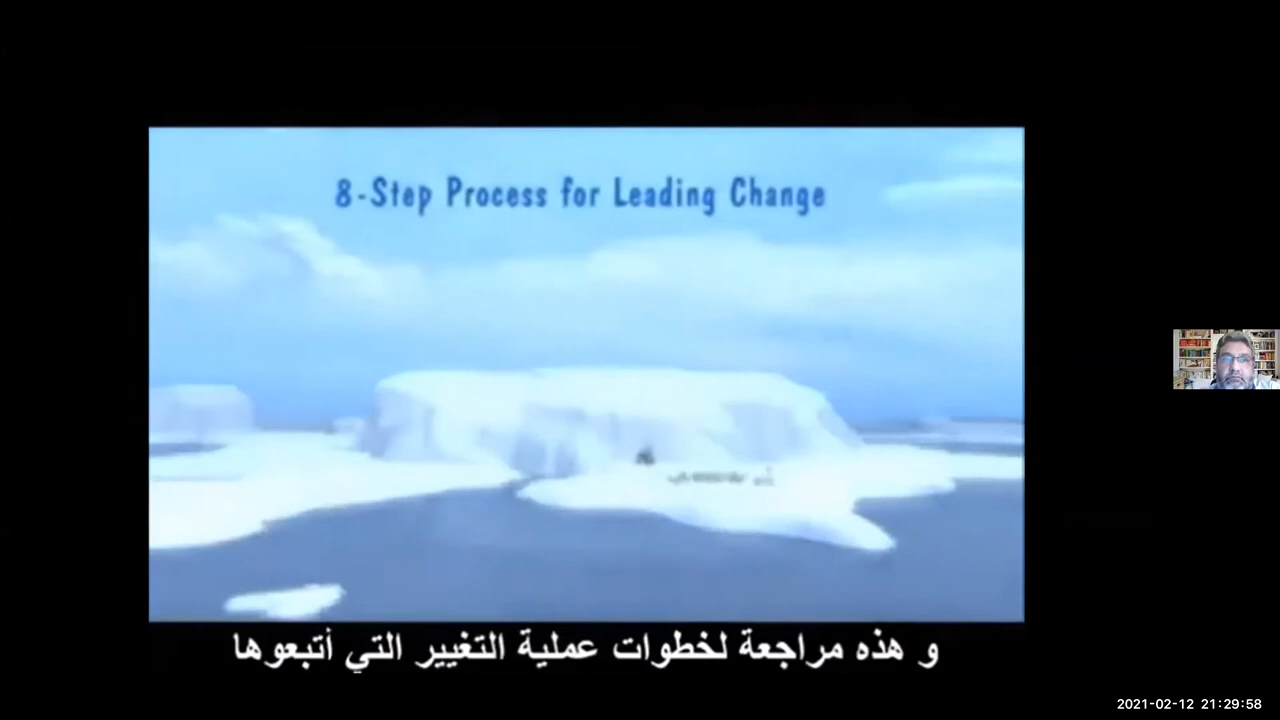 8-Step Process for Leading Change
و هذه مراجعة لخطوات عملية التغيير التي أتبعوها
2021-02-12 21:29:58